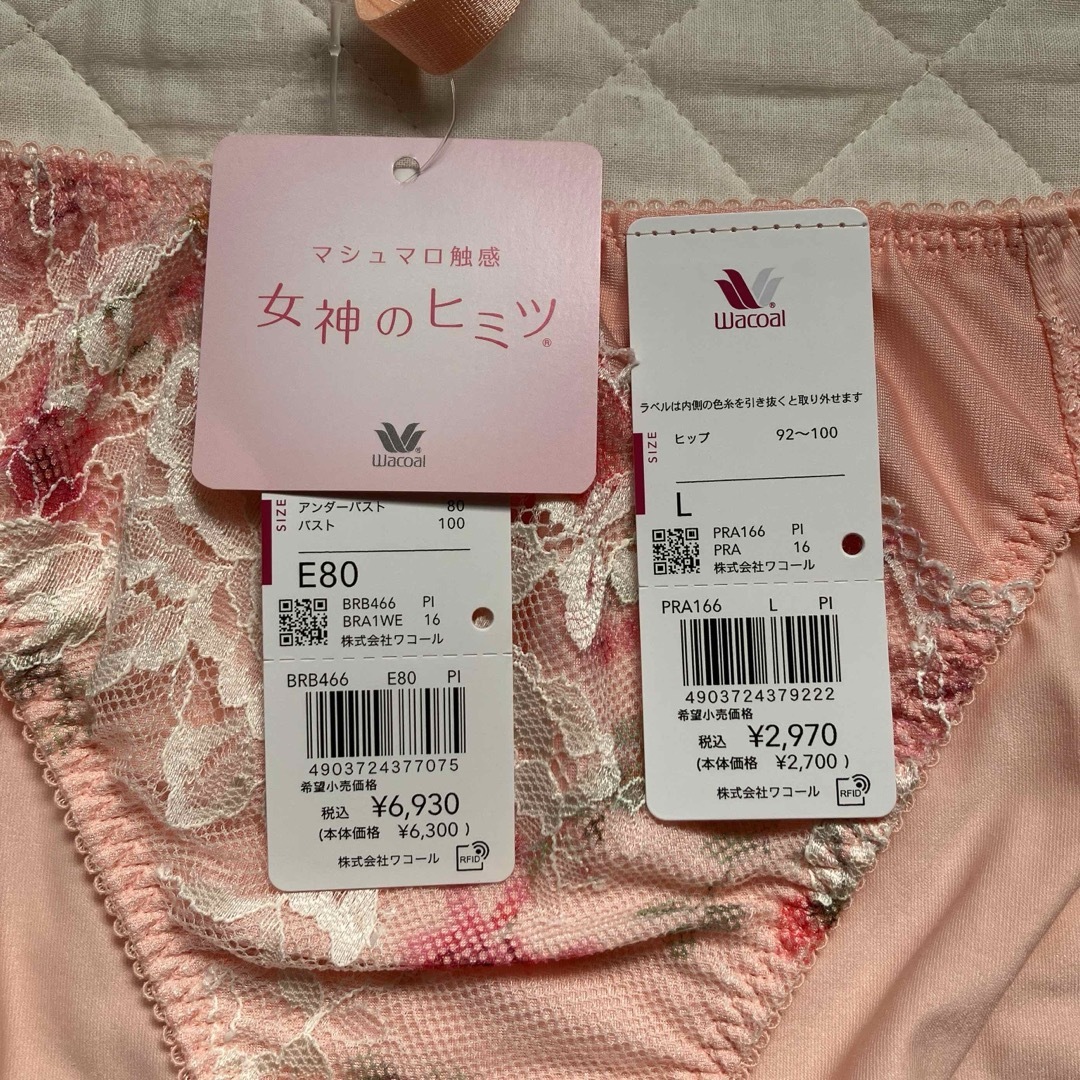 マシュマロ触感
女神のヒミツ®
Wacoal®
SIZE
アンダーバスト 80
バスト 100
E80
BRB466 PI
BRA1WE 16
株式会社ワコール
BRB466 E80 PI
4903724377075
希望小売価格
税込 ¥6,930
(本体価格 ¥6,300 )
株式会社ワコール
RFID
Wacoal®
ラベルは内側の色糸を引き抜くと取り外せます
SIZE
ヒップ 92〜100
L
PRA166 PI
PRA 16
株式会社ワコール
PRA166 L PI
4903724379222
希望小売価格
税込 ¥2,970
(本体価格 ¥2,700 )
株式会社ワコール
RFID